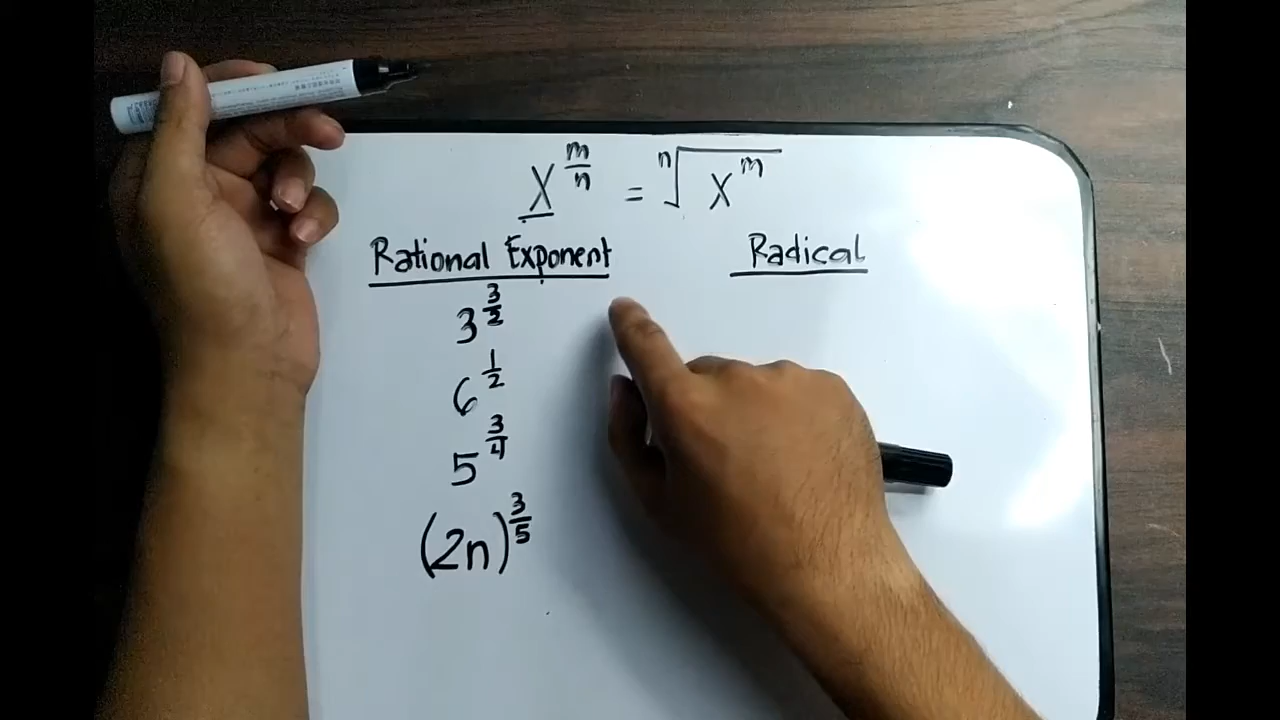 x^(m/n) = ⁿ√(x^m)
Rational Exponent Radical
3^(3/2)
6^(1/2)
5^(3/4)
(2n)^(3/5)